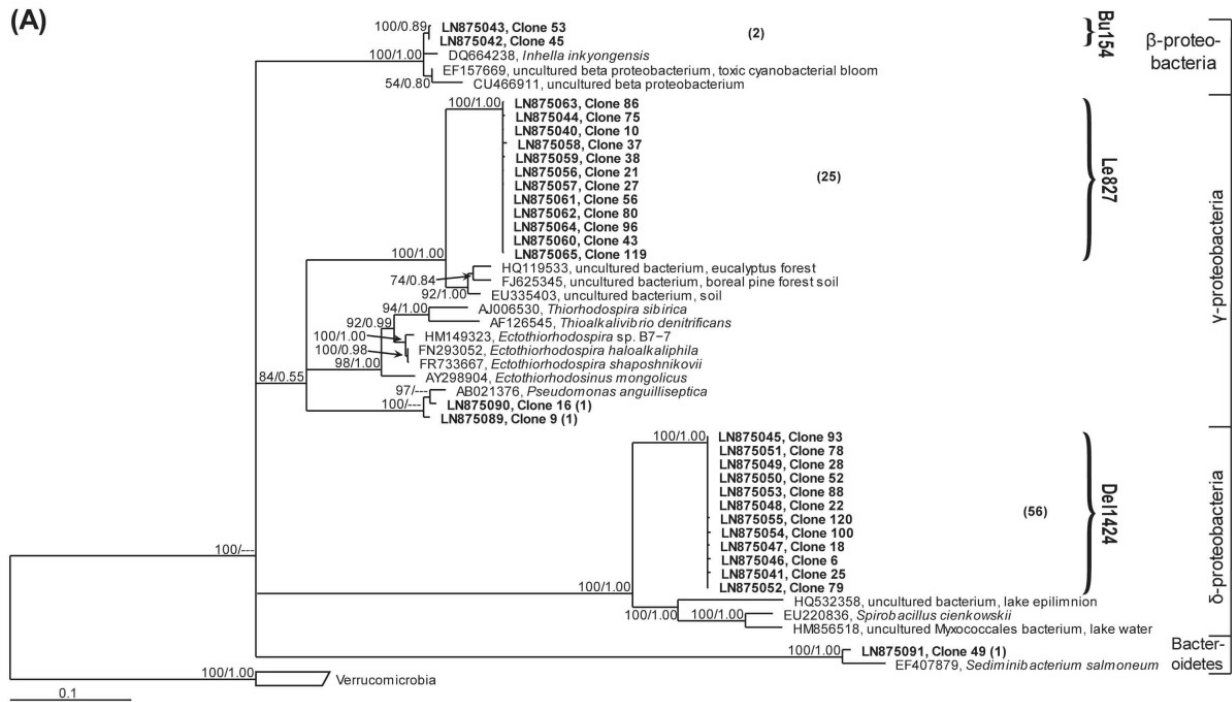 (A)
100/0.89
LN875043, Clone 53
LN875042, Clone 45
(2)
Bu154
β-proteo-
bacteria
100/1.00
DQ664238, Inhella inkyongensis
EF157669, uncultured beta proteobacterium, toxic cyanobacterial bloom
54/0.80
CU466911, uncultured beta proteobacterium
100/1.00
LN875063, Clone 86
LN875044, Clone 75
LN875040, Clone 10
LN875058, Clone 37
LN875059, Clone 38
LN875056, Clone 21
LN875057, Clone 27
LN875061, Clone 56
LN875062, Clone 80
LN875064, Clone 96
LN875060, Clone 43
LN875065, Clone 119
(25)
Le827
γ-proteobacteria
100/1.00
HQ119533, uncultured bacterium, eucalyptus forest
74/0.84
FJ625345, uncultured bacterium, boreal pine forest soil
92/1.00
EU335403, uncultured bacterium, soil
94/1.00
AJ006530, Thiorhodospira sibirica
92/0.99
AF126545, Thioalkalivibrio denitrificans
100/1.00
HM149323, Ectothiorhodospira sp. B7-7
100/0.98
FN293052, Ectothiorhodospira haloalkaliphila
FR733667, Ectothiorhodospira shaposhnikovii
98/1.00
AY298904, Ectothiorhodosinus mongolicus
84/0.55
97/---
AB021376, Pseudomonas anguilliseptica
100/---
LN875090, Clone 16 (1)
LN875089, Clone 9 (1)
100/1.00
LN875045, Clone 93
LN875051, Clone 78
LN875049, Clone 28
LN875050, Clone 52
LN875053, Clone 88
LN875048, Clone 22
LN875055, Clone 120
LN875054, Clone 100
LN875047, Clone 18
LN875046, Clone 6
LN875041, Clone 25
LN875052, Clone 79
(56)
Del1424
δ-proteobacteria
100/---
100/1.00
HQ532358, uncultured bacterium, lake epilimnion
100/1.00
100/1.00
EU220836, Spirobacillus cienkowskii
HM856518, uncultured Myxococcales bacterium, lake water
LN875091, Clone 49 (1)
EF407879, Sediminibacterium salmoneum
Bacter-
oidetes
100/1.00
Verrucomicrobia
0.1